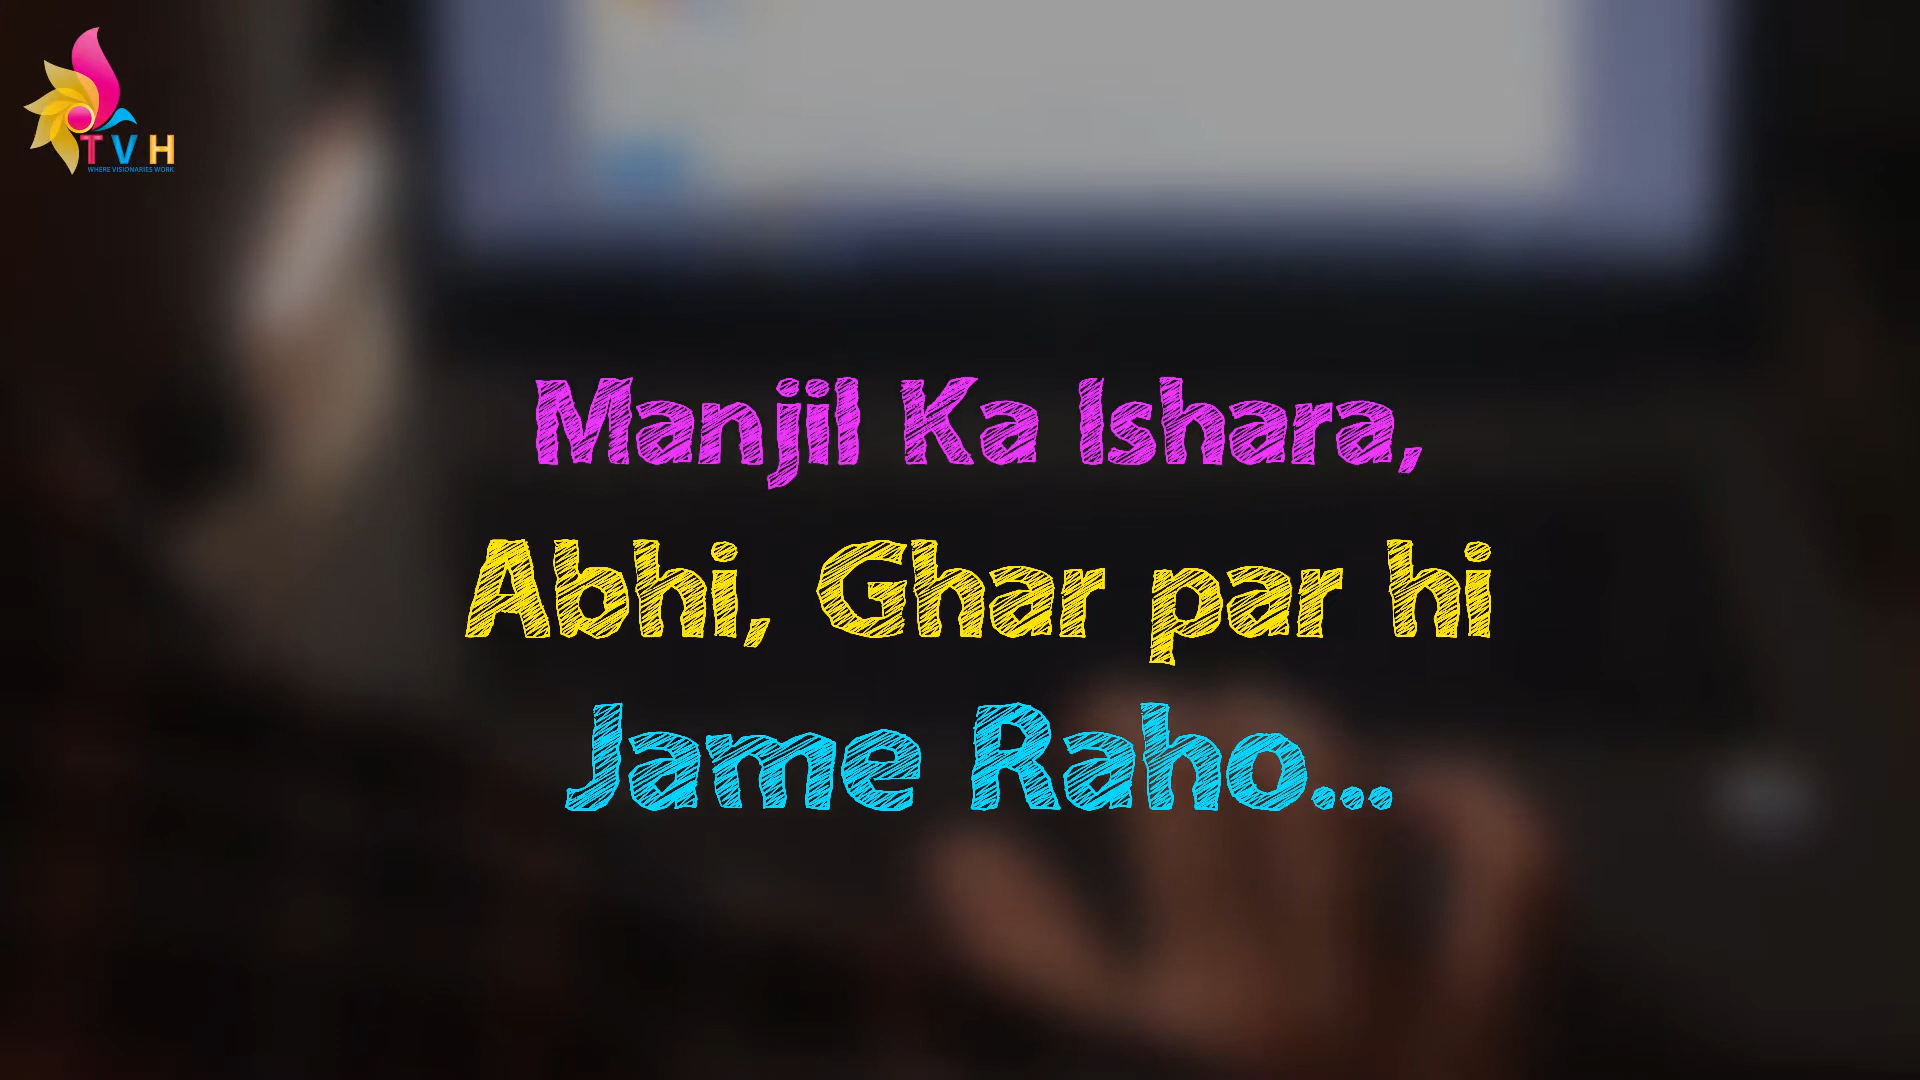 TVH
WHERE VISIONARIES WORK
Manjil Ka Ishara,
Abhi, Ghar par hi
Jame Raho...